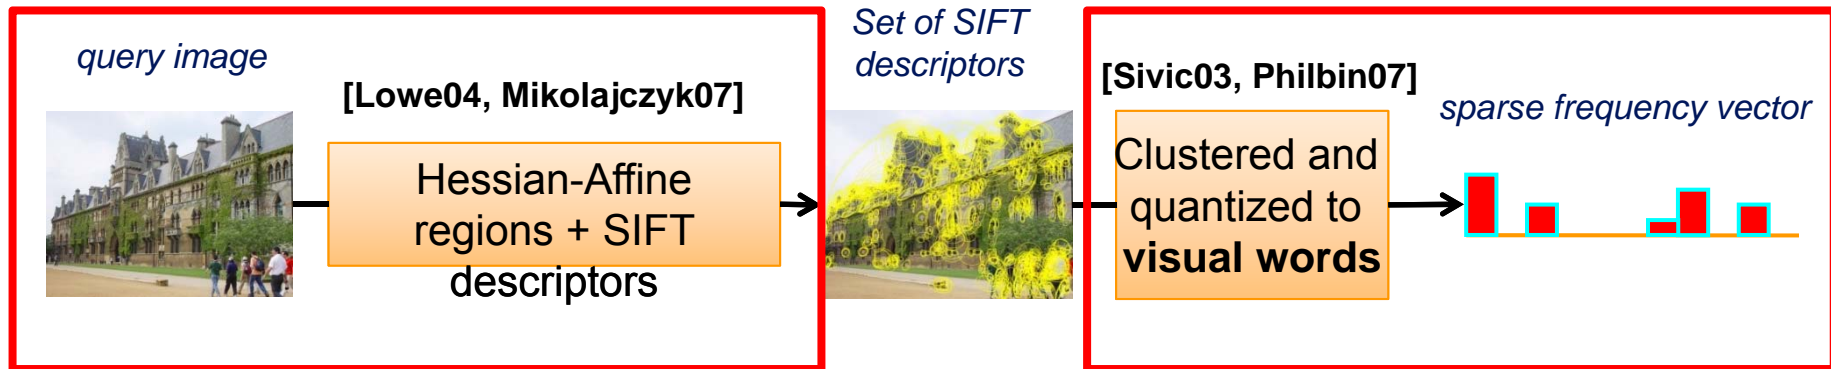 query image
[Lowe04, Mikolajczyk07]
Hessian-Affine
regions + SIFT
descriptors
Set of SIFT
descriptors
[Sivic03, Philbin07]
Clustered and
quantized to
visual words
sparse frequency vector